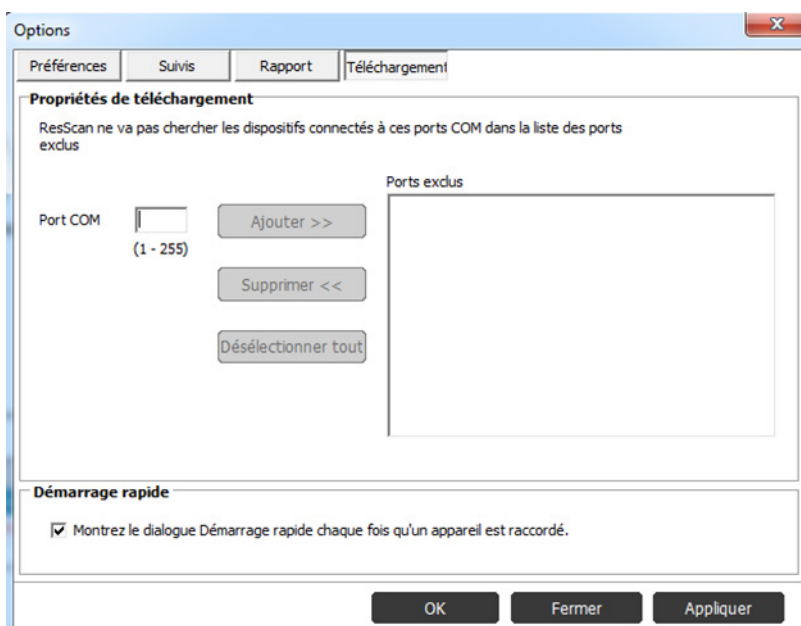 Options
Préférences Suivis Rapport Téléchargement
Propriétés de téléchargement
ResScan ne va pas chercher les dispositifs connectés à ces ports COM dans la liste des ports
exclus
Ports exclus
Port COM Ajouter >>
(1 - 255)
Supprimer <<
Désélectionner tout
Démarrage rapide
Montrez le dialogue Démarrage rapide chaque fois qu'un appareil est raccordé.
OK Fermer Appliquer